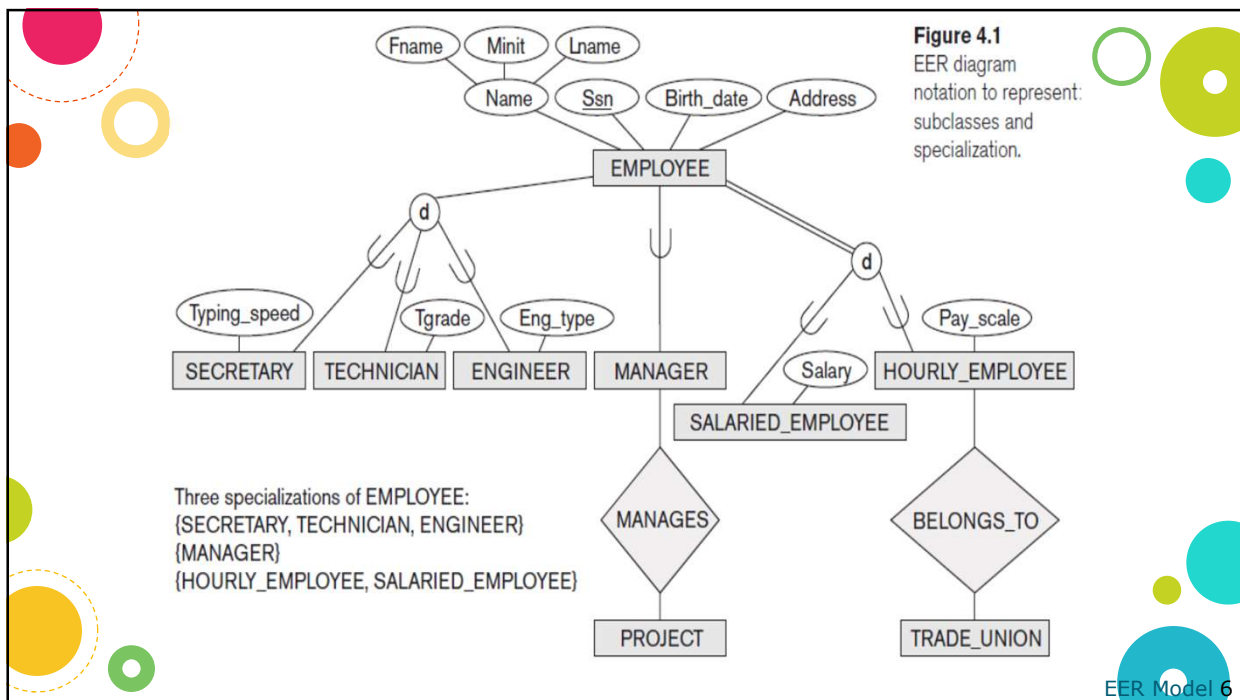 Fname Minit Lname
Name Ssn Birth_date Address
Figure 4.1
EER diagram
notation to represent:
subclasses and
specialization.
EMPLOYEE
d
d
Typing_speed Tgrade Eng_type Pay_scale
SECRETARY TECHNICIAN ENGINEER MANAGER Salary HOURLY_EMPLOYEE
SALARIED_EMPLOYEE
Three specializations of EMPLOYEE:
{SECRETARY, TECHNICIAN, ENGINEER}
{MANAGER}
{HOURLY_EMPLOYEE, SALARIED_EMPLOYEE}
MANAGES BELONGS_TO
PROJECT TRADE_UNION
EER Model 6